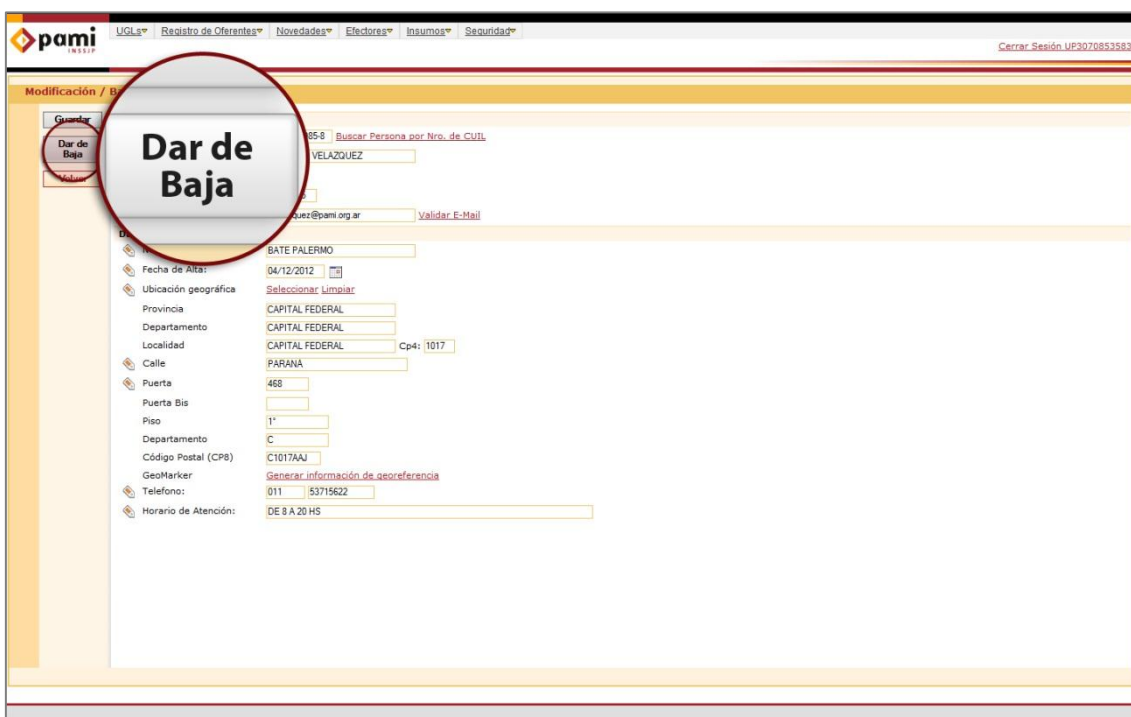 pami
INSSJP
UGLs Registro de Oferentes Novedades Efectores Insumos Seguridad
Cerrar Sesión UP3070853583
Modificación / Ba
Guardar
Dar de
Baja
Volver
Dar de
Baja
85-8 Buscar Persona por Nro. de CUIL
VELAZQUEZ
quez@pami.org.ar Validar E-Mail
BATE PALERMO
Fecha de Alta: 04/12/2012
Ubicación geográfica Seleccionar Limpiar
Provincia CAPITAL FEDERAL
Departamento CAPITAL FEDERAL
Localidad CAPITAL FEDERAL Cp4: 1017
Calle PARANÁ
Puerta 468
Puerta Bis
Piso 1°
Departamento C
Código Postal (CP8) C1017AAJ
GeoMarker Generar información de georeferencia
Telefono: 011 53715622
Horario de Atención: DE 8 A 20 HS